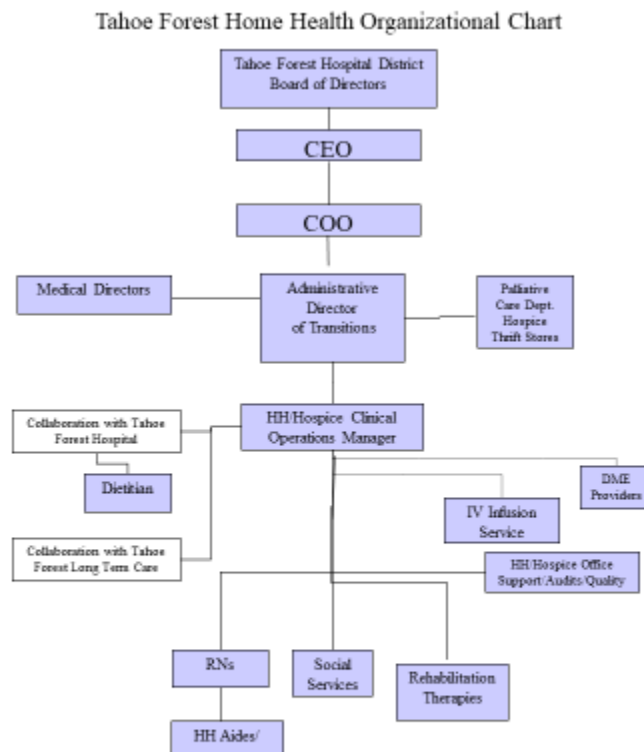 Tahoe Forest Home Health Organizational Chart
Tahoe Forest Hospital District
Board of Directors
CEO
COO
Medical Directors
Administrative
Director
of Transitions
Palliative
Care Dept.
Hospice
Thrift Stores
Collaboration with Tahoe
Forest Hospital
HH/Hospice Clinical
Operations Manager
Dietitian
DME
Providers
IV Infusion
Service
Collaboration with Tahoe
Forest Long Term Care
HH/Hospice Office
Support/Audits/Quality
RNs
Social
Services
Rehabilitation
Therapies
HH Aides/